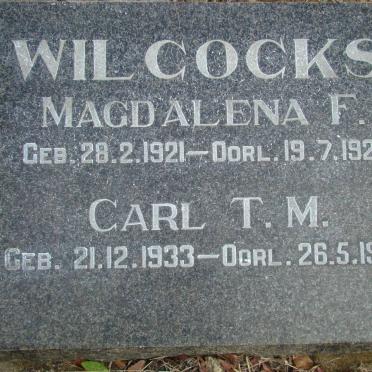 WILCOCKS
MAGDALENA F.
GEB. 28.2.1921—OORL. 19.7.192
CARL T. M.
GEB. 21.12.1933—OORL. 26.5.19